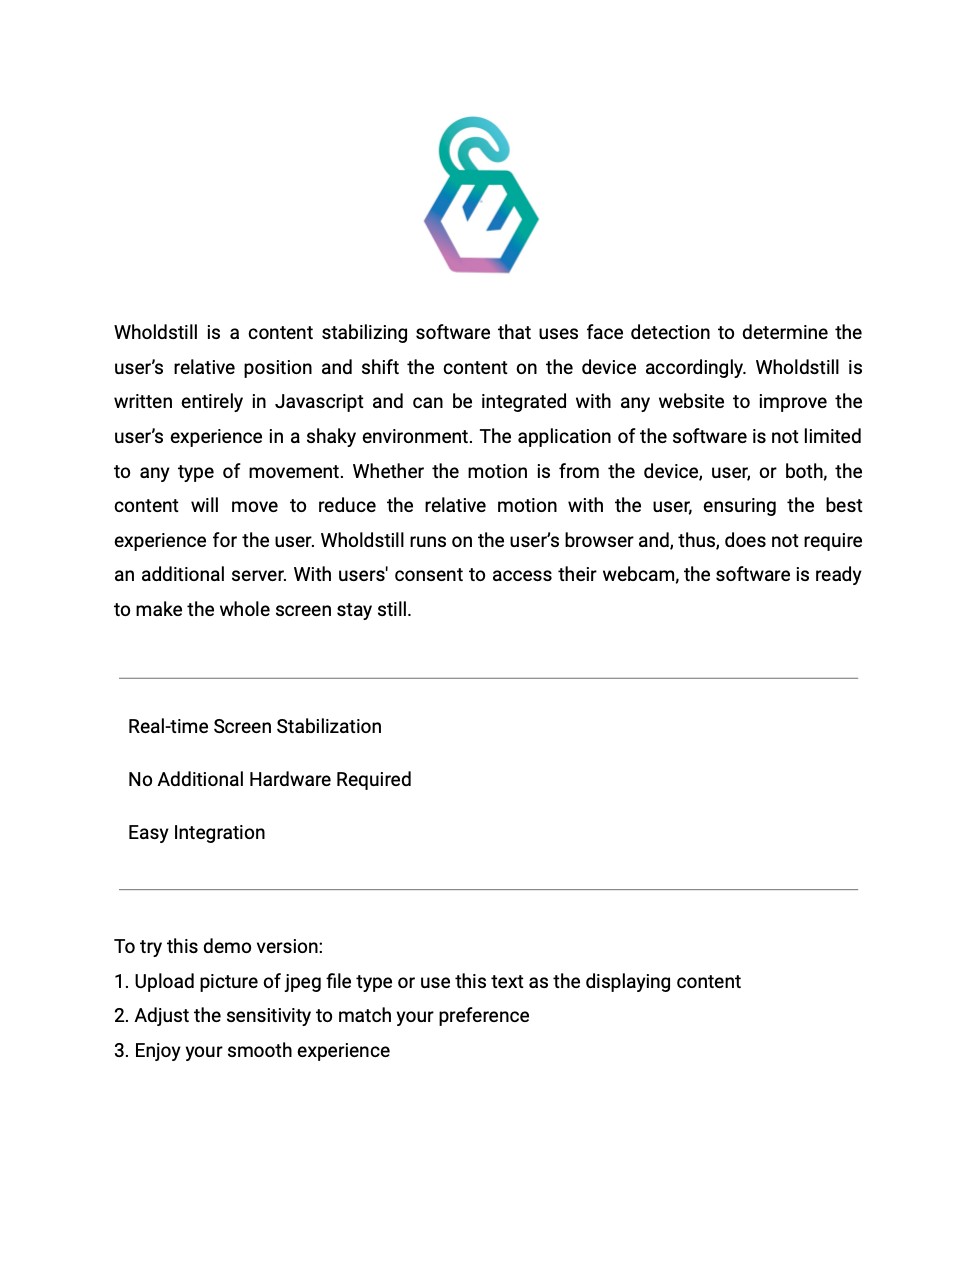 Wholdstill is a content stabilizing software that uses face detection to determine the
user’s relative position and shift the content on the device accordingly. Wholdstill is
written entirely in Javascript and can be integrated with any website to improve the
user’s experience in a shaky environment. The application of the software is not limited
to any type of movement. Whether the motion is from the device, user, or both, the
content will move to reduce the relative motion with the user, ensuring the best
experience for the user. Wholdstill runs on the user’s browser and, thus, does not require
an additional server. With users' consent to access their webcam, the software is ready
to make the whole screen stay still.
Real-time Screen Stabilization
No Additional Hardware Required
Easy Integration
To try this demo version:
1. Upload picture of jpeg file type or use this text as the displaying content
2. Adjust the sensitivity to match your preference
3. Enjoy your smooth experience